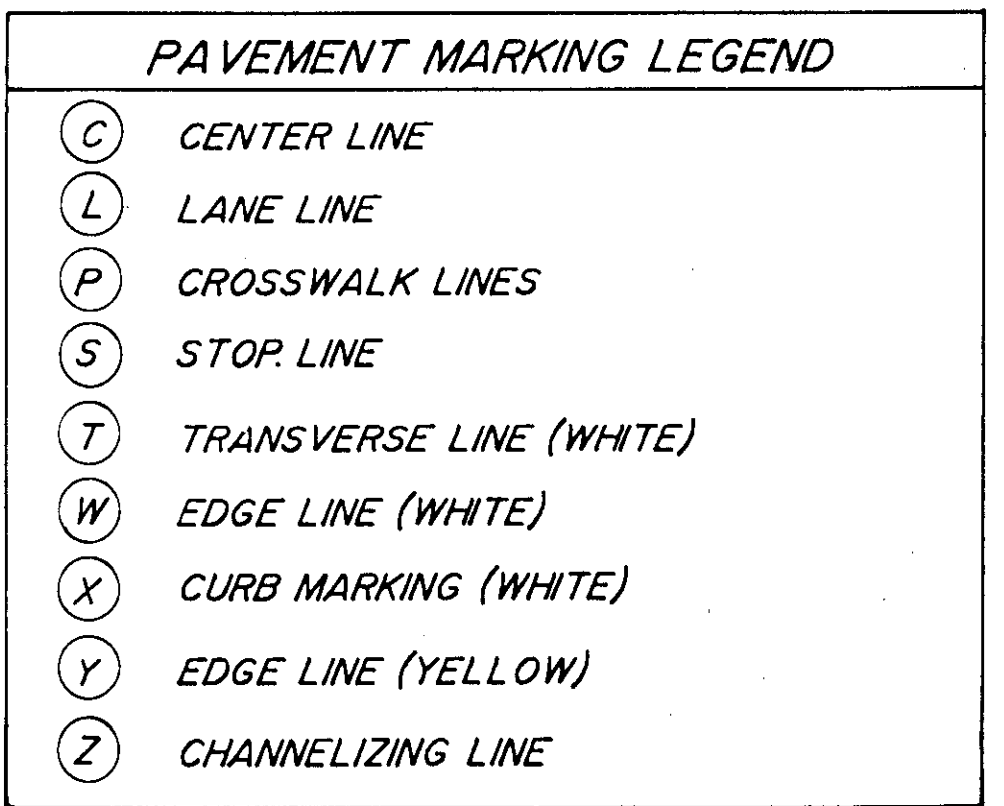 PAVEMENT MARKING LEGEND
C CENTER LINE
L LANE LINE
P CROSSWALK LINES
S STOP. LINE
T TRANSVERSE LINE (WHITE)
W EDGE LINE (WHITE)
X CURB MARKING (WHITE)
Y EDGE LINE (YELLOW)
Z CHANNELIZING LINE